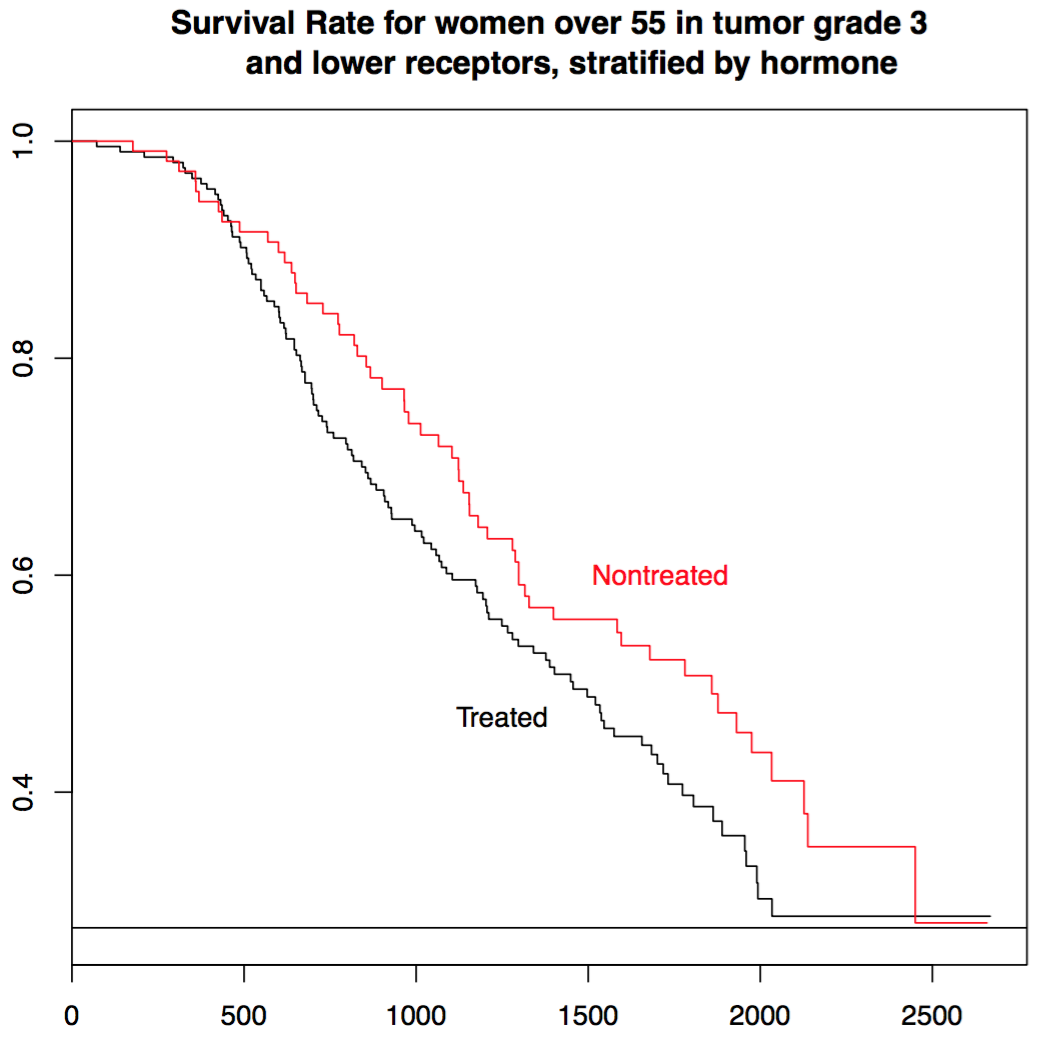 Survival Rate for women over 55 in tumor grade 3
and lower receptors, stratified by hormone
1.0
0.8
0.6
0.4
Nontreated
Treated
0 500 1000 1500 2000 2500